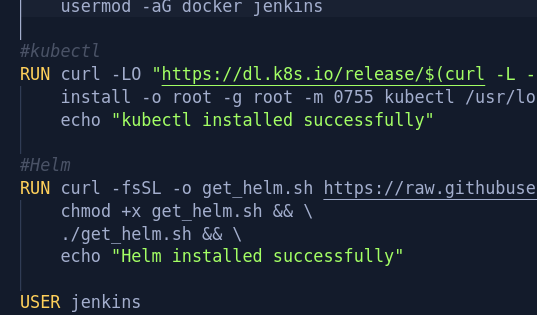 usermod -aG docker jenkins
#kubectl
RUN curl -LO "https://dl.k8s.io/release/$(curl -L -
install -o root -g root -m 0755 kubectl /usr/lo
echo "kubectl installed successfully"
#Helm
RUN curl -fsSL -o get_helm.sh https://raw.githubuse
chmod +x get_helm.sh && \
./get_helm.sh && \
echo "Helm installed successfully"
USER jenkins